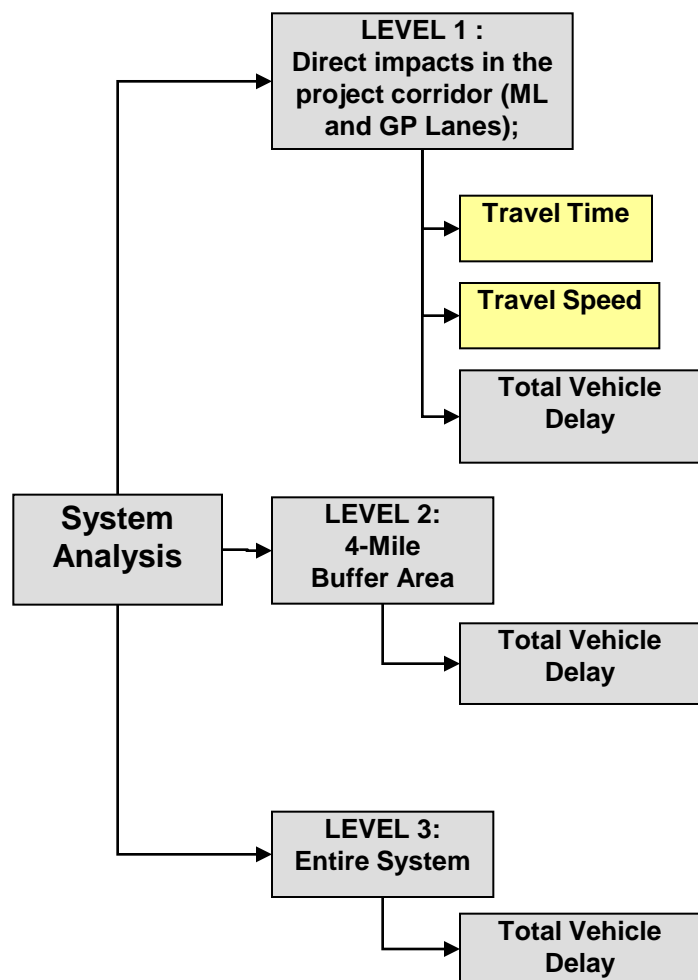 LEVEL 1 :
Direct impacts in the
project corridor (ML
and GP Lanes);
Travel Time
Travel Speed
Total Vehicle
Delay
System
Analysis
LEVEL 2:
4-Mile
Buffer Area
Total Vehicle
Delay
LEVEL 3:
Entire System
Total Vehicle
Delay